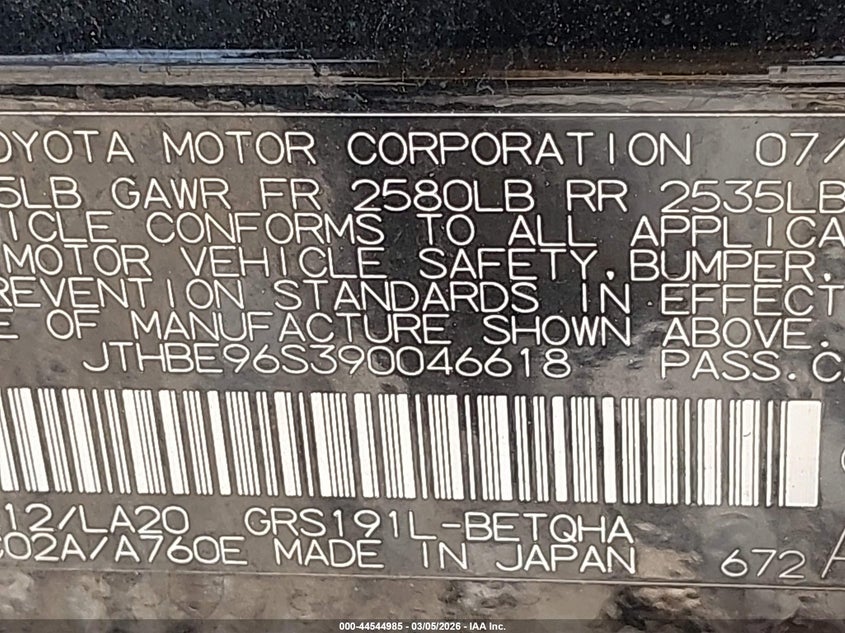 OYOTA MOTOR CORPORATION 07/
5LB GAWR FR 2580LB RR 2535LB
HICLE CONFORMS TO ALL APPLICA
MOTOR VEHICLE SAFETY, BUMPER,
REVENTION STANDARDS IN EFFECT
E OF MANUFACTURE SHOWN ABOVE.
JTHBE96S390046618 PASS.CA
12/LA20 GRS191L-BETQHA
C02A/A760E MADE IN JAPAN 672 A
000-44544985 - 03/05/2026 - IAA Inc.